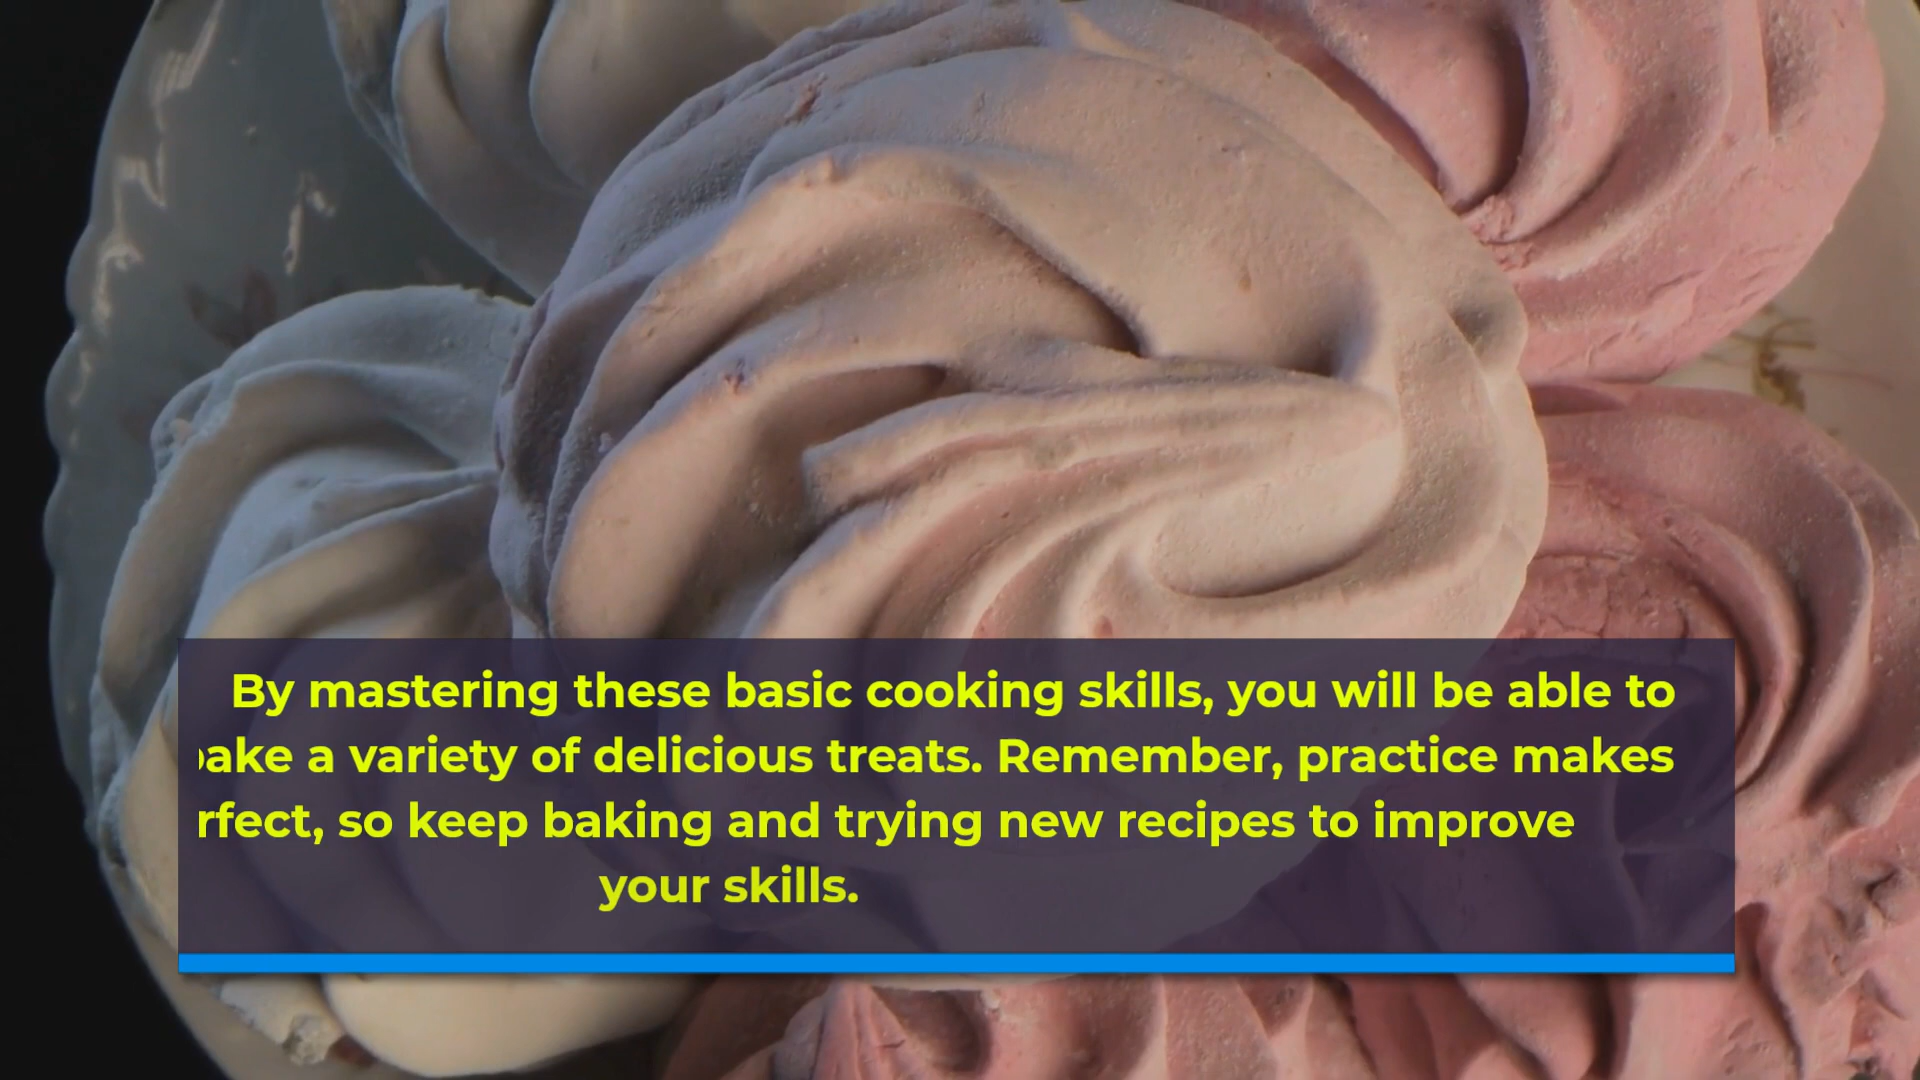 By mastering these basic cooking skills, you will be able to
ake a variety of delicious treats. Remember, practice makes
rfect, so keep baking and trying new recipes to improve
your skills.